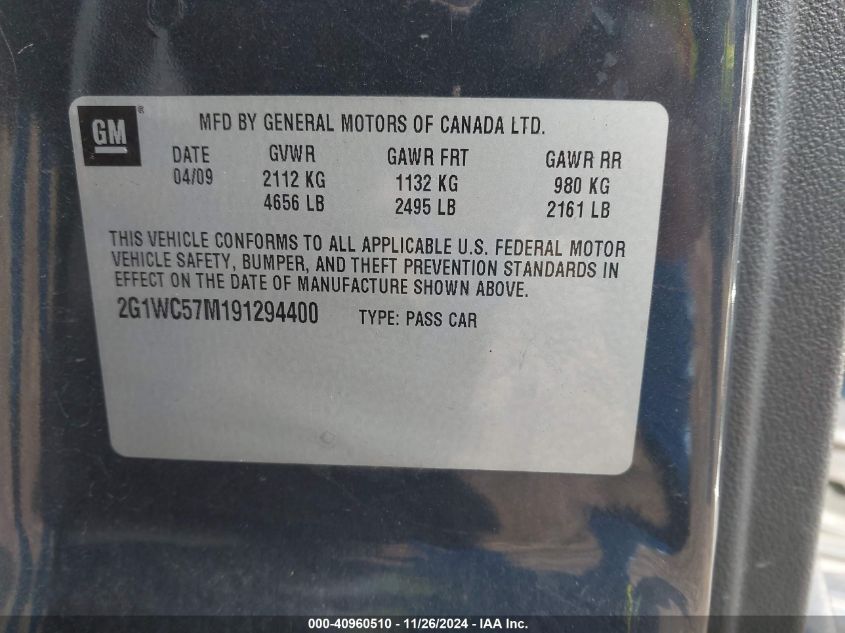 GM ®
MFD BY GENERAL MOTORS OF CANADA LTD.
DATE GVWR GAWR FRT GAWR RR
04/09 2112 KG 1132 KG 980 KG
4656 LB 2495 LB 2161 LB
THIS VEHICLE CONFORMS TO ALL APPLICABLE U.S. FEDERAL MOTOR
VEHICLE SAFETY, BUMPER, AND THEFT PREVENTION STANDARDS IN
EFFECT ON THE DATE OF MANUFACTURE SHOWN ABOVE.
2G1WC57M191294400 TYPE: PASS CAR
000-40960510 - 11/26/2024 - IAA Inc.